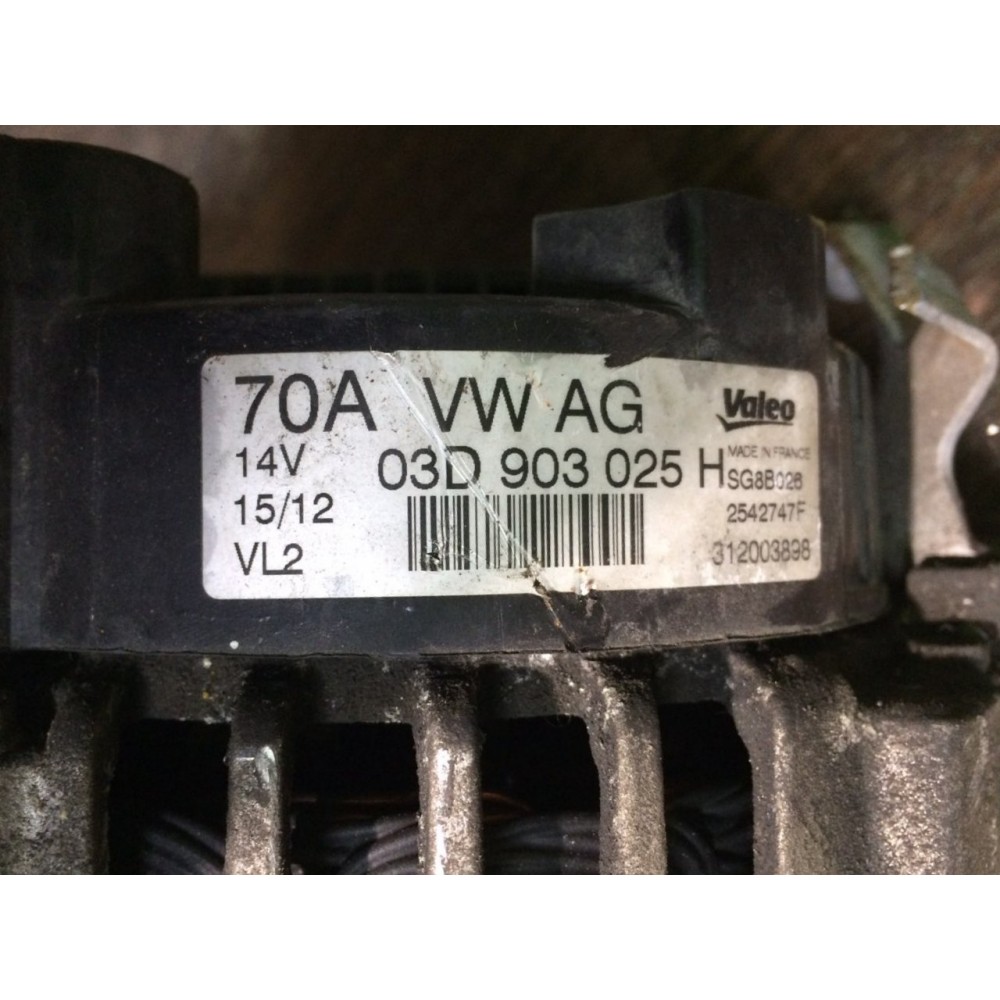 70A VW AG Valeo
14V 03D 903 025 H MADE IN FRANCE
SG8B028
15/12 2542747F
VL2 312003898